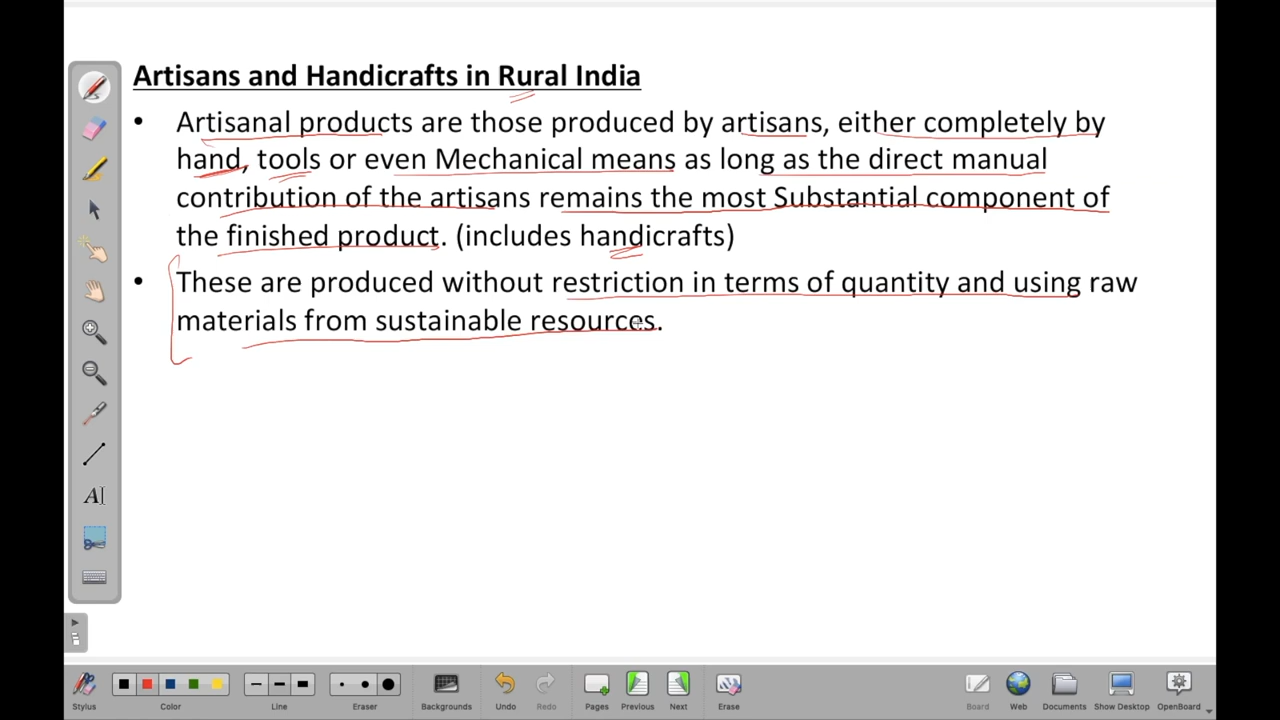 Artisans and Handicrafts in Rural India
• Artisanal products are those produced by artisans, either completely by
hand, tools or even Mechanical means as long as the direct manual
contribution of the artisans remains the most Substantial component of
the finished product. (includes handicrafts)
• These are produced without restriction in terms of quantity and using raw
materials from sustainable resources.
A
Stylus Color Line Eraser Backgrounds Undo Redo Pages Previous Next Erase Board Web Documents Show Desktop OpenBoard